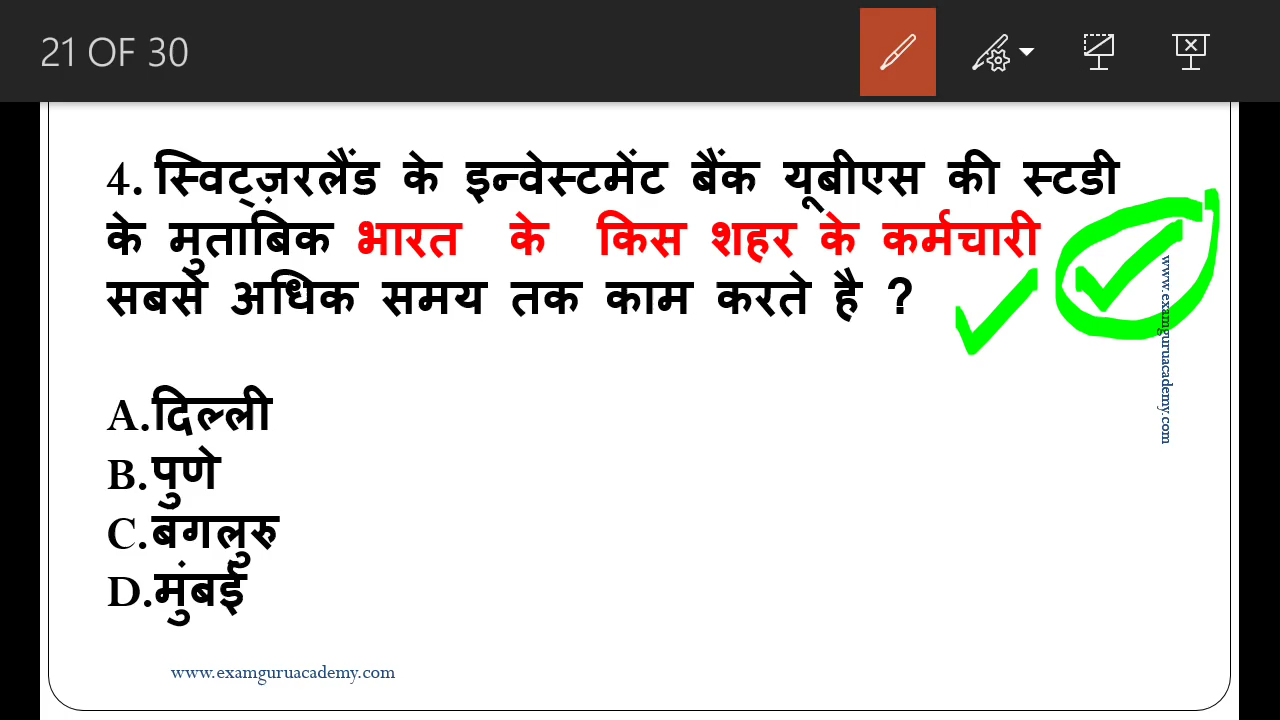 21 OF 30
4. स्विट्ज़रलैंड के इन्वेस्टमेंट बैंक यूबीएस की स्टडी
के मुताबिक भारत के किस शहर के कर्मचारी
सबसे अधिक समय तक काम करते है ?
www.examguruacademy.com
A.दिल्ली
B.पुणे
C.बंगलुरु
D.मुंबई
www.examguruacademy.com